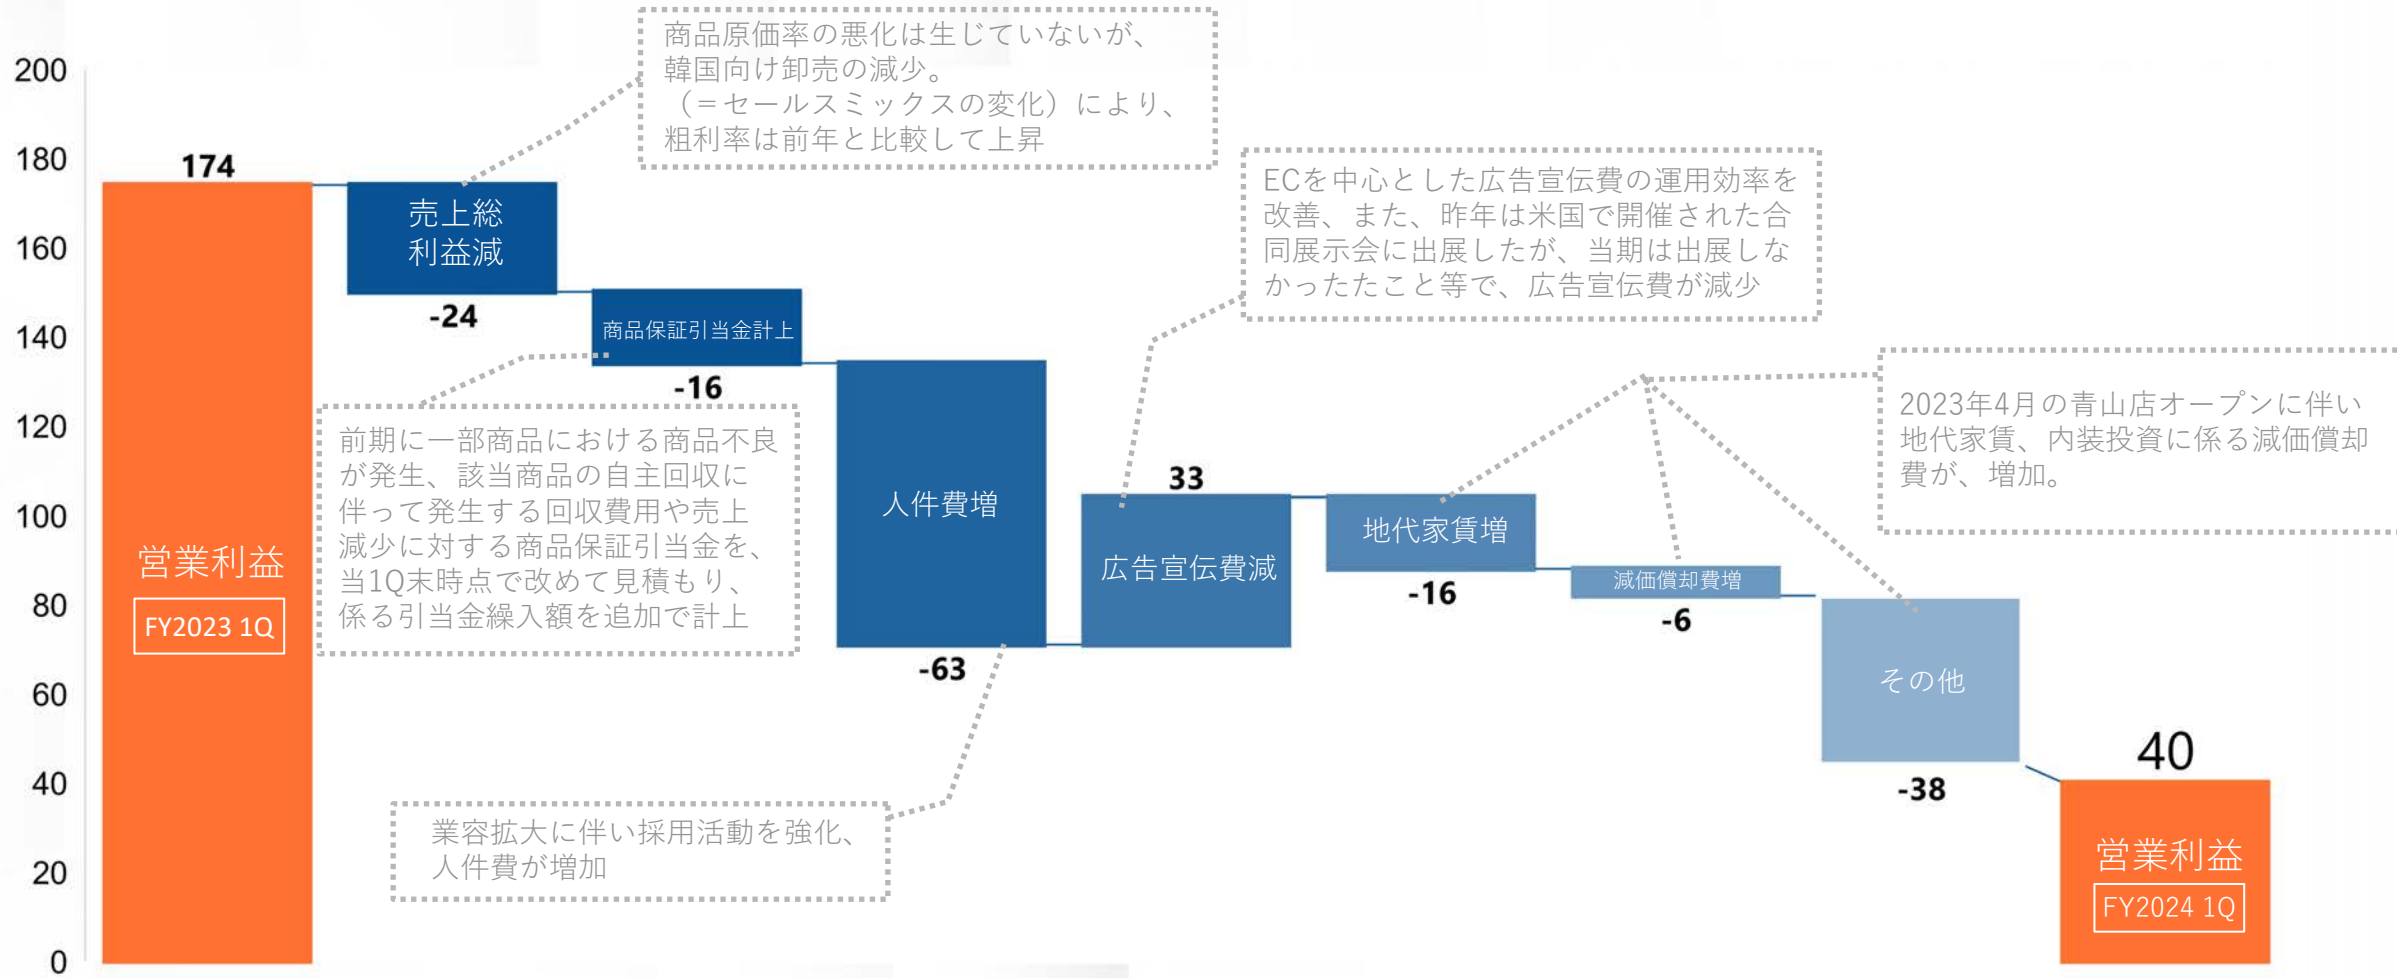 商品原価率の悪化は生じていないが、
韓国向け卸売の減少。
（＝セールスミックスの変化）により、
粗利率は前年と比較して上昇
200
180
160
140
120
100
80
60
40
20
0
174
営業利益
FY2023 1Q
売上総
利益減
-24
商品保証引当金計上
-16
前期に一部商品における商品不良
が発生、該当商品の自主回収に
伴って発生する回収費用や売上
減少に対する商品保証引当金を、
当1Q末時点で改めて見積もり、
係る引当金繰入額を追加で計上
人件費増
-63
業容拡大に伴い採用活動を強化、
人件費が増加
ECを中心とした広告宣伝費の運用効率を
改善、また、昨年は米国で開催された合
同展示会に出展したが、当期は出展しな
かったたこと等で、広告宣伝費が減少
33
広告宣伝費減
地代家賃増
-16
減価償却費増
-6
2023年4月の青山店オープンに伴い
地代家賃、内装投資に係る減価償却
費が、増加。
その他
-38
40
営業利益
FY2024 1Q